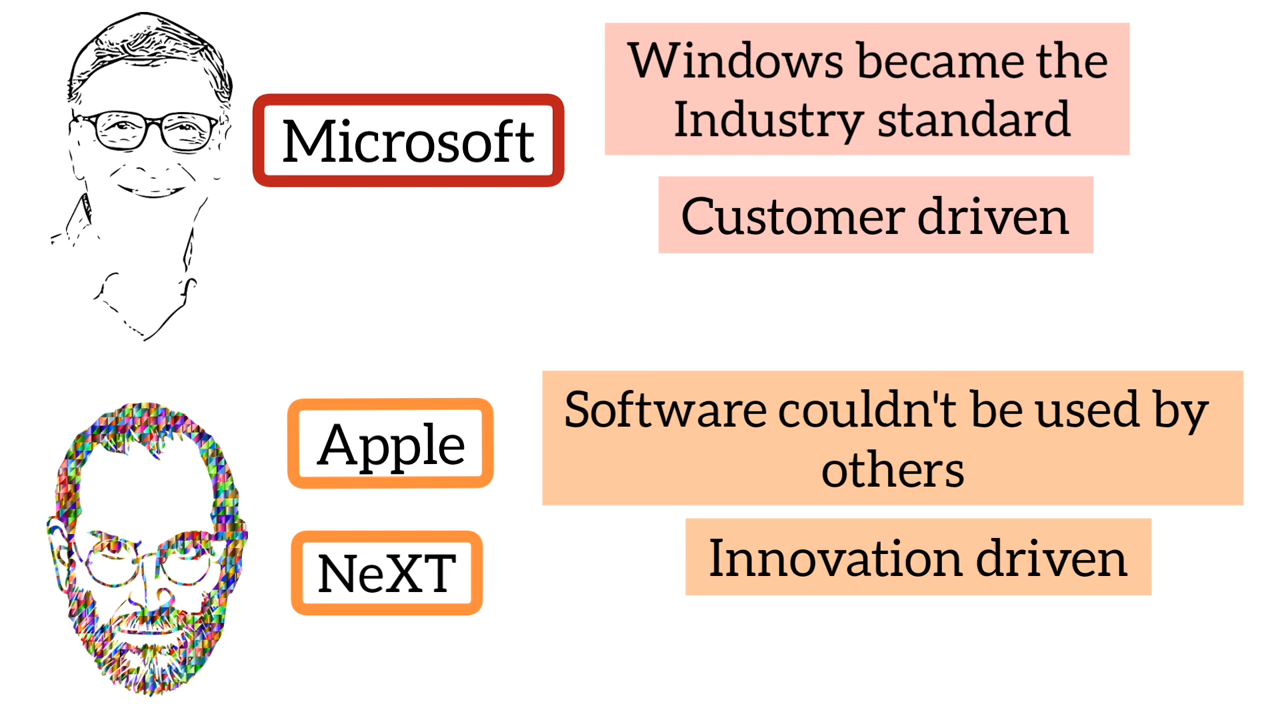 Microsoft
Windows became the
Industry standard
Customer driven
Apple
NeXT
Software couldn't be used by
others
Innovation driven